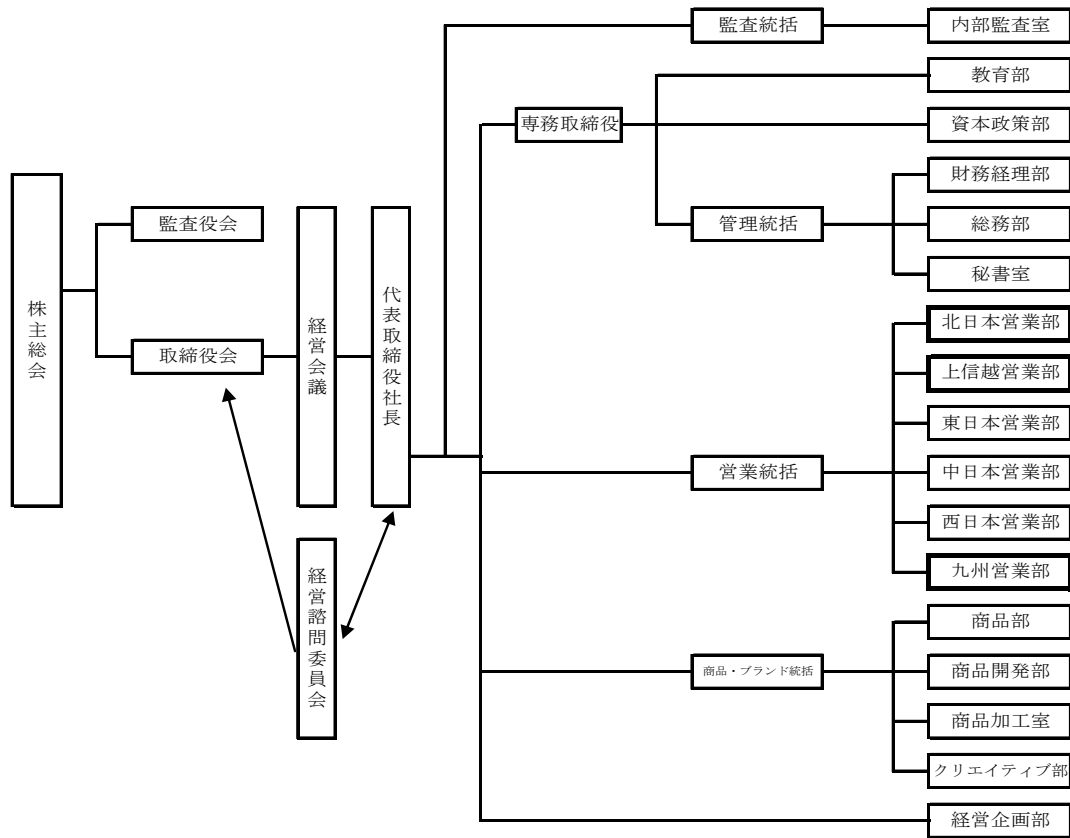 株主総会
監査役会
取締役会
経営会議
経営諮問委員会
代表取締役社長
監査統括
内部監査室
専務取締役
教育部
資本政策部
管理統括
財務経理部
総務部
秘書室
営業統括
北日本営業部
上信越営業部
東日本営業部
中日本営業部
西日本営業部
九州営業部
商品・ブランド統括
商品部
商品開発部
商品加工室
クリエイティブ部
経営企画部